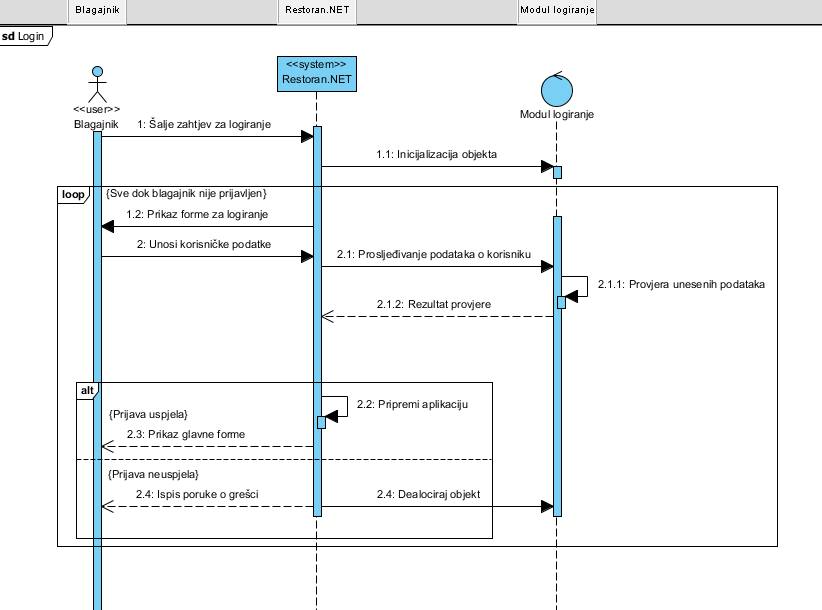 Blagajnik
Restoran.NET
Modul logiranje
sd Login
<<system>>
Restoran.NET
<<user>>
Blagajnik
Modul logiranje
1: Šalje zahtjev za logiranje
1.1: Inicijalizacija objekta
loop
{Sve dok blagajnik nije prijavljen}
1.2: Prikaz forme za logiranje
2: Unosi korisničke podatke
2.1: Prosljeđivanje podataka o korisniku
2.1.1: Provjera unesenih podataka
2.1.2: Rezultat provjere
alt
2.2: Pripremi aplikaciju
{Prijava uspjela}
2.3: Prikaz glavne forme
{Prijava neuspjela}
2.4: Ispis poruke o grešci
2.4: Dealociraj objekt